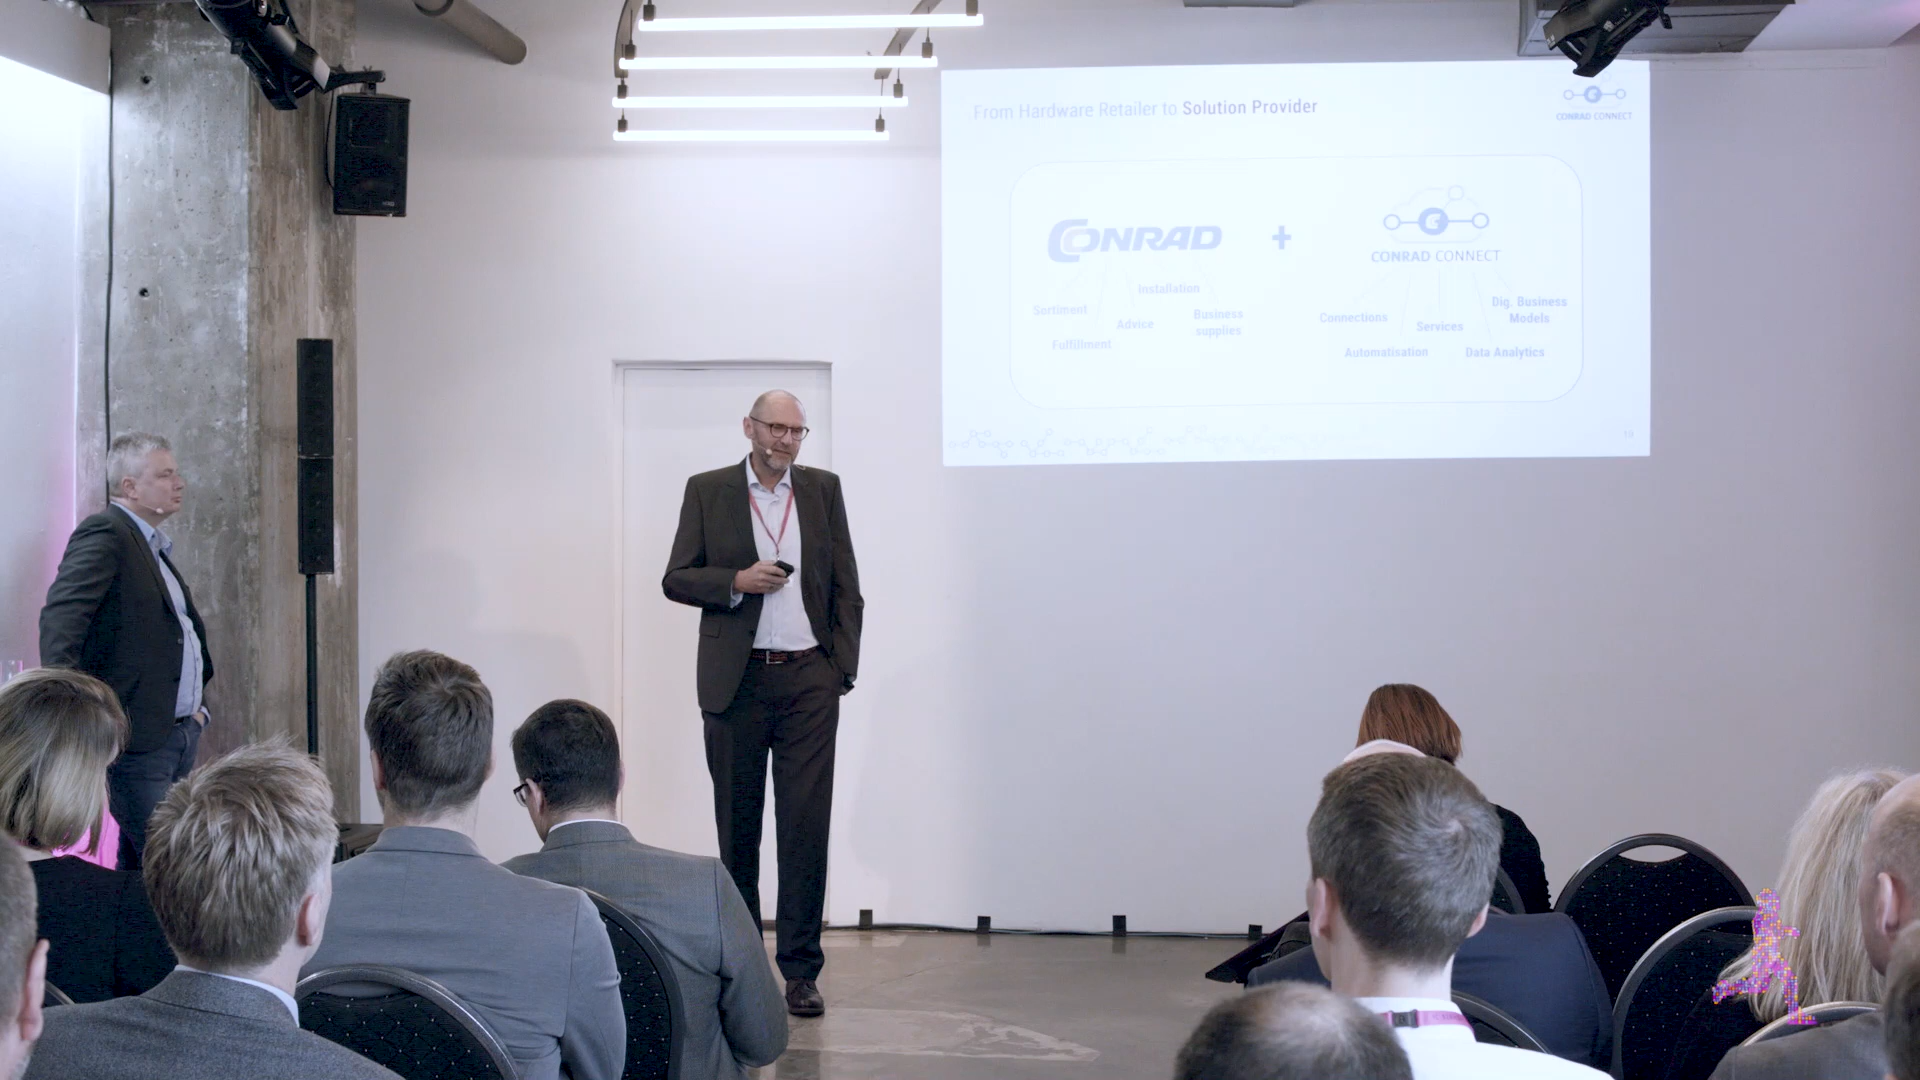 From Hardware Retailer to Solution Provider
CONRAD CONNECT
CONRAD
+
CONRAD CONNECT
Installation
Sortiment
Advice
Business
supplies
Fulfillment
Connections
Services
Dig. Business
Models
Automatisation
Data Analytics
19